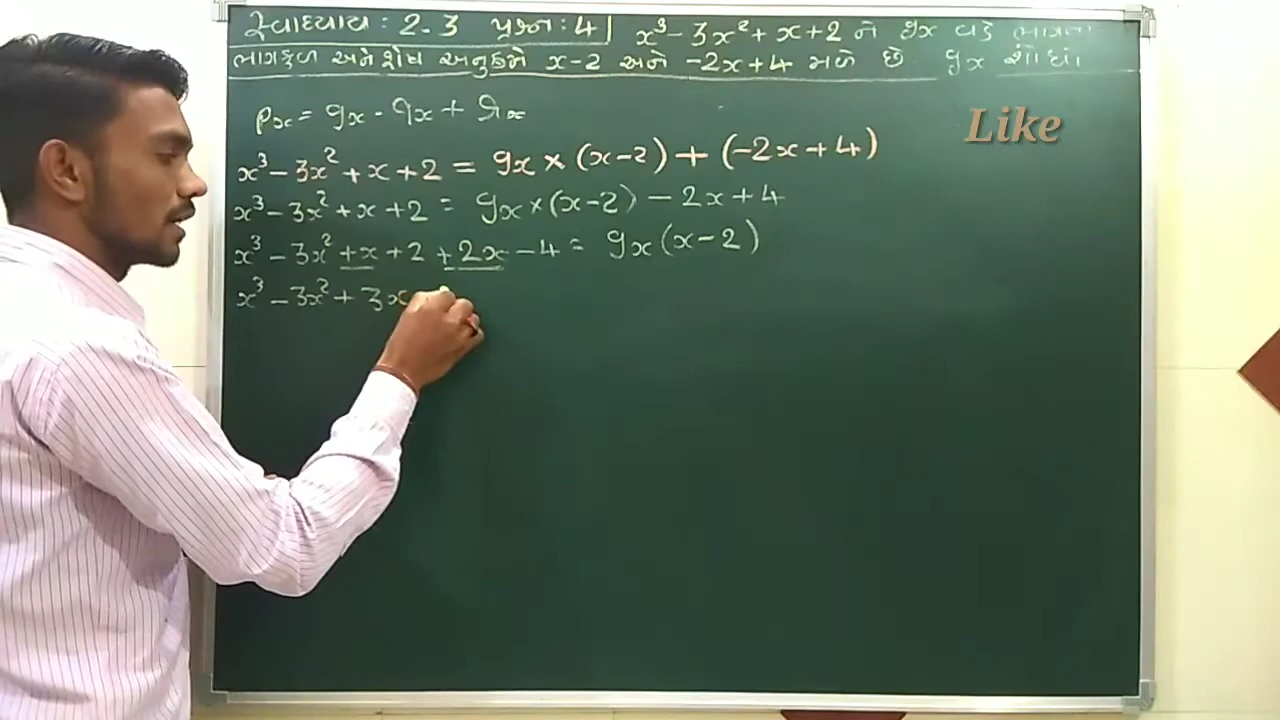 સ્વાધ્યાય: 2.3 પ્રશ્ન: 4| x³ - 3x² + x + 2 ને gx વડે ભાગતા
ભાગફળ અને શેષ અનુક્રમે x-2 અને -2x+4 મળે છે gx શોધો.
Px = gx · qx + rx
Like
x³ - 3x² + x + 2 = gx × (x-2) + (-2x+4)
x³ - 3x² + x + 2 = gx × (x-2) - 2x + 4
x³ - 3x² + x + 2 + 2x - 4 = gx (x-2)
x³ - 3x² + 3x